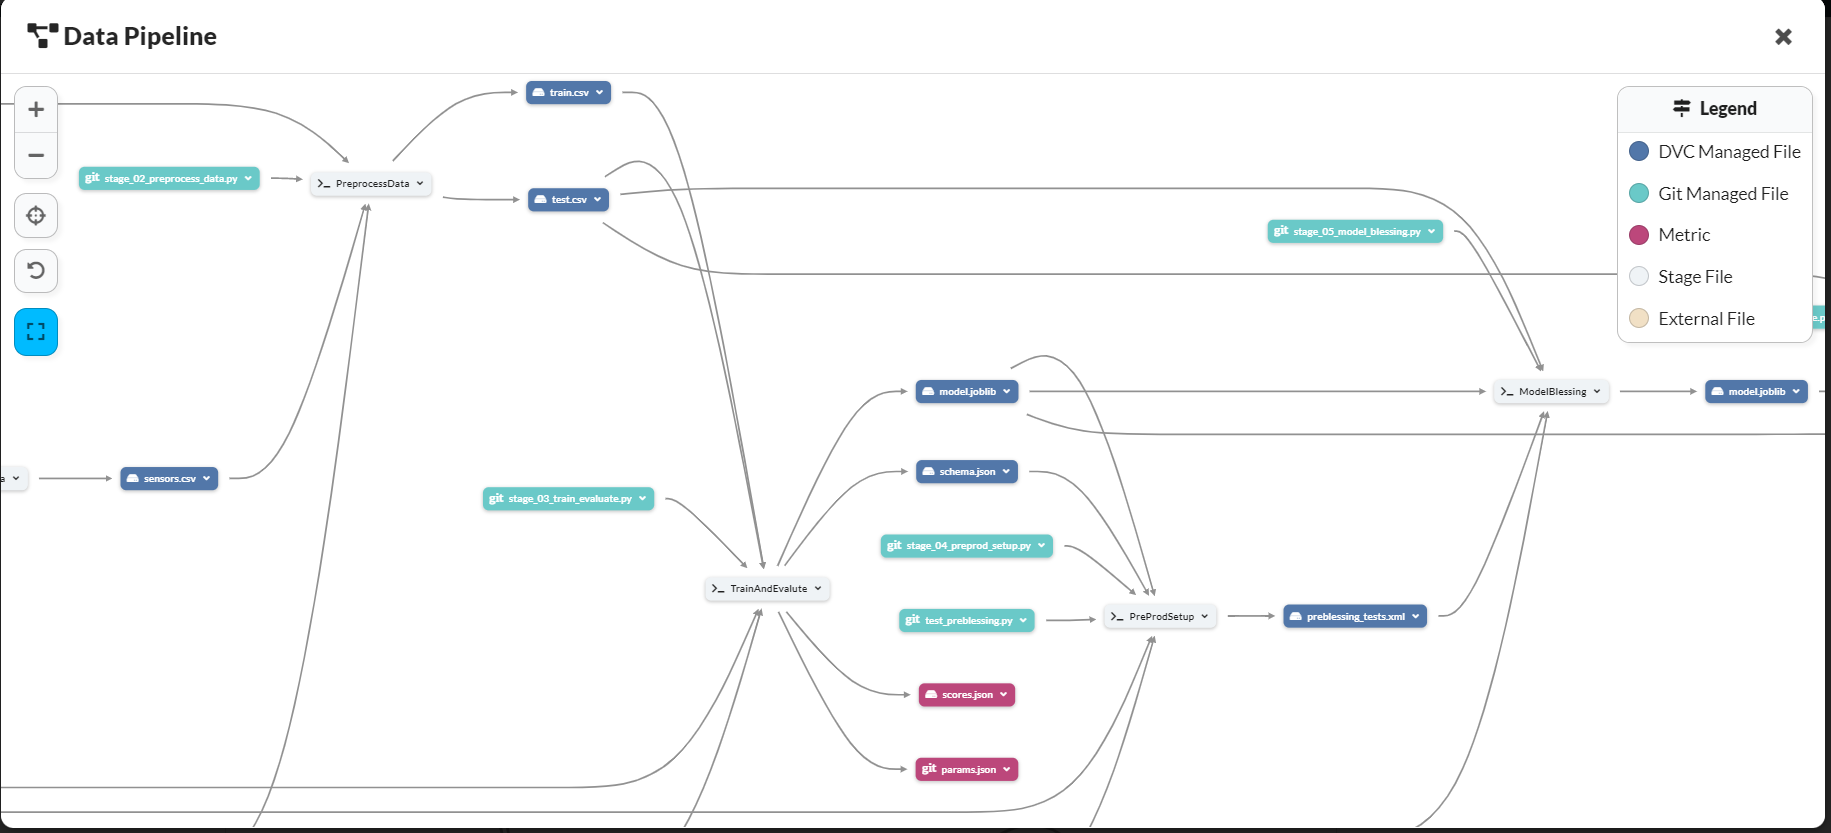 Data Pipeline
train.csv
Legend
DVC Managed File
git stage_02_preprocess_data.py
>_ PreprocessData
Git Managed File
test.csv
git stage_05_model_blessing.py
Metric
Stage File
External File
e.p
model.joblib
>_ ModelBlessing
model.joblib
a
sensors.csv
schema.json
git stage_03_train_evaluate.py
git stage_04_preprod_setup.py
>_ TrainAndEvalute
git test_preblessing.py
>_ PreProdSetup
preblessing_tests.xml
scores.json
git params.json